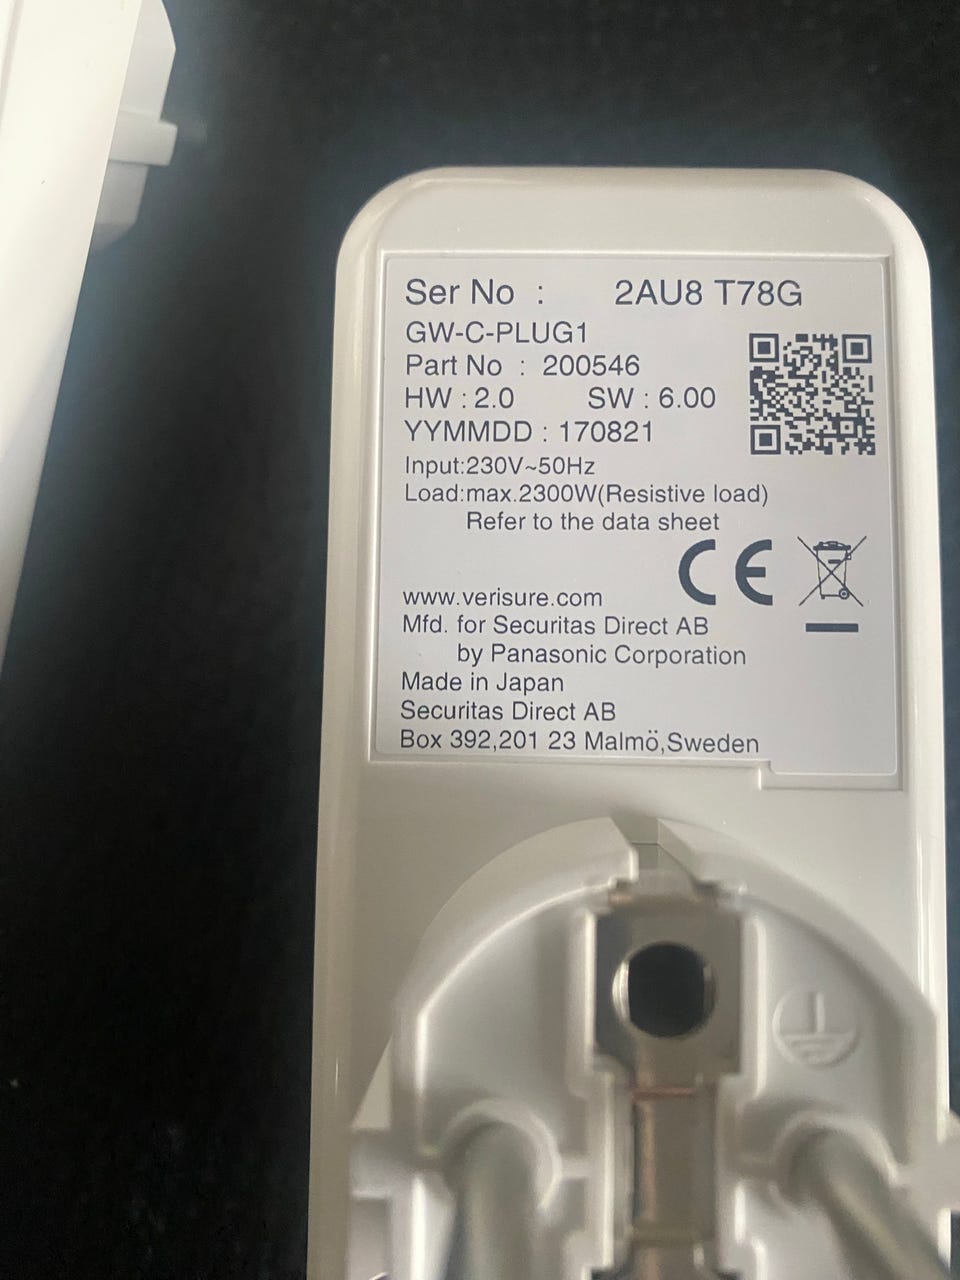 Ser No : 2AU8 T78G
GW-C-PLUG1
Part No : 200546
HW : 2.0 SW : 6.00
YYMMDD : 170821
Input:230V~50Hz
Load:max.2300W(Resistive load)
Refer to the data sheet
CE
www.verisure.com
Mfd. for Securitas Direct AB
by Panasonic Corporation
Made in Japan
Securitas Direct AB
Box 392,201 23 Malmö,Sweden